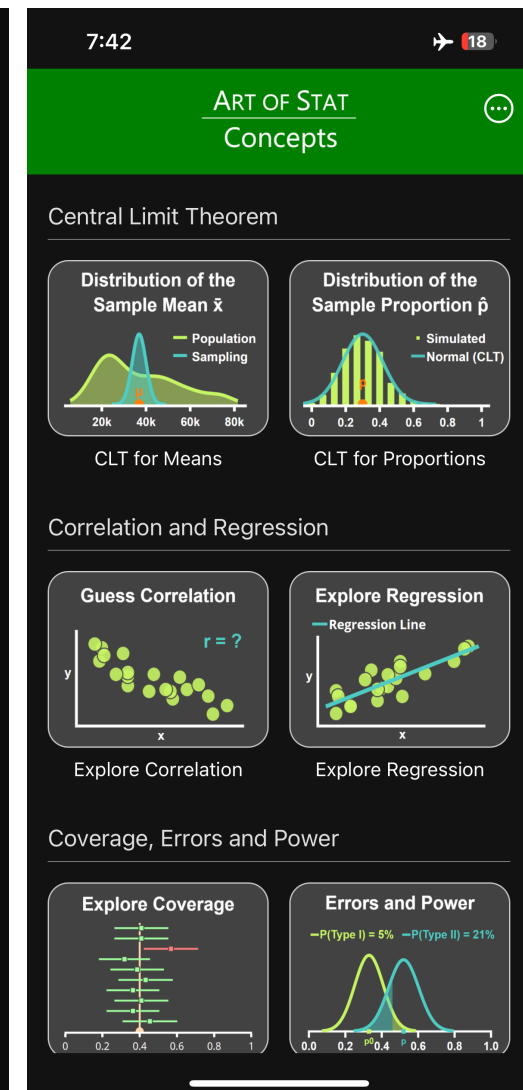 7:42
18
ART OF STAT
Concepts
Central Limit Theorem
Distribution of the
Sample Mean x̄
Population
Sampling
μ
20k 40k 60k 80k
CLT for Means
Distribution of the
Sample Proportion p̂
Simulated
Normal (CLT)
p
0 0.2 0.4 0.6 0.8 1
CLT for Proportions
Correlation and Regression
Guess Correlation
r = ?
y
x
Explore Correlation
Explore Regression
Regression Line
y
x
Explore Regression
Coverage, Errors and Power
Explore Coverage
0 0.2 0.4 0.6 0.8 1
Errors and Power
P(Type I) = 5% P(Type II) = 21%
p0 p
0.0 0.2 0.4 0.6 0.8 1.0